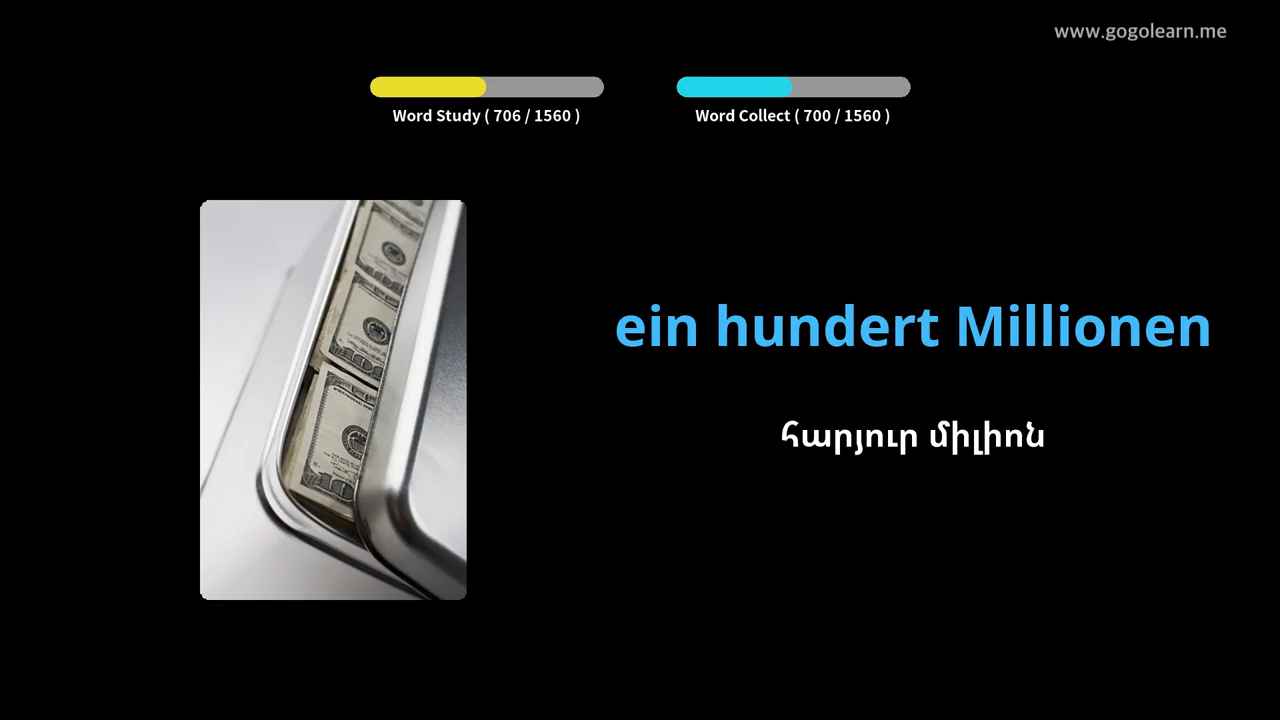 www.gogolearn.me
Word Study ( 706 / 1560 )
Word Collect ( 700 / 1560 )
ein hundert Millionen
հարյուր միլիոն